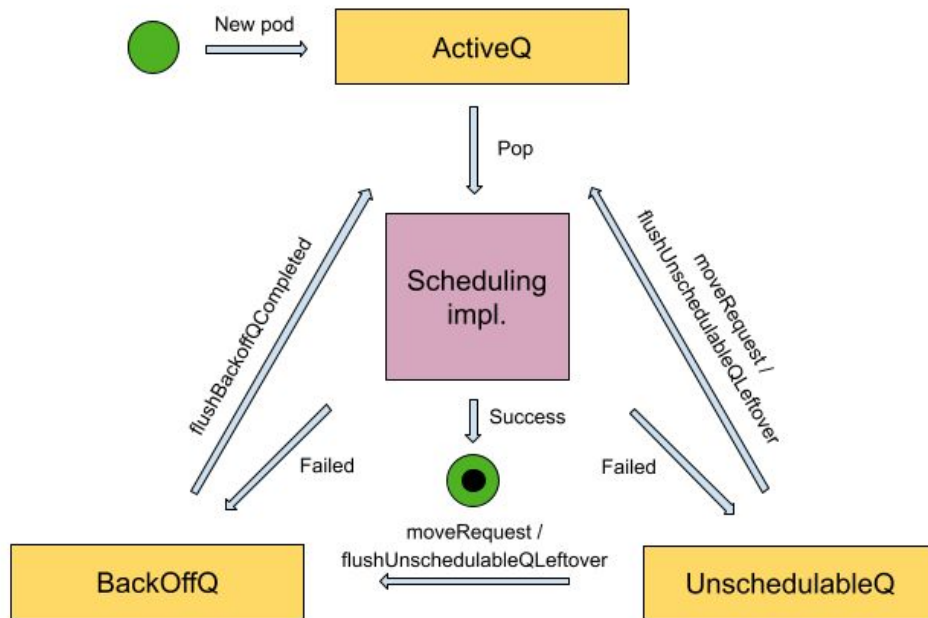 New pod
ActiveQ
Pop
flushBackoffQCompleted
moveRequest /
flushUnschedulableQLeftover
Scheduling
impl.
Success
Failed
Failed
moveRequest /
flushUnschedulableQLeftover
BackOffQ
UnschedulableQ